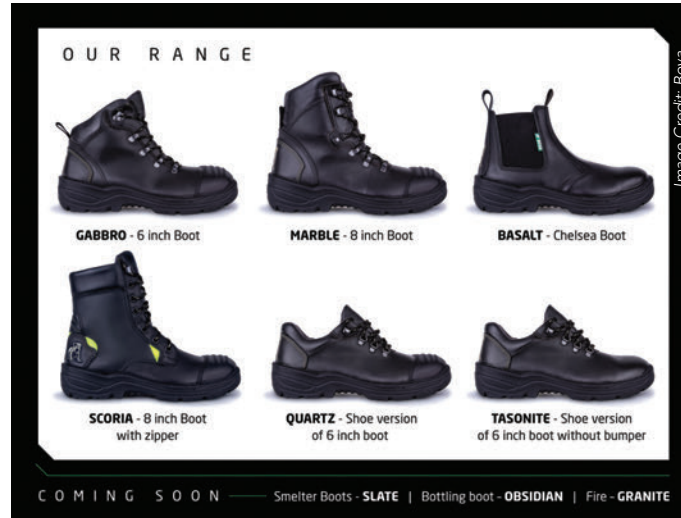 OUR RANGE
GABBRO - 6 inch Boot
MARBLE - 8 inch Boot
BASALT - Chelsea Boot
SCORIA - 8 inch Boot
with zipper
QUARTZ - Shoe version
of 6 inch boot
TASONITE - Shoe version
of 6 inch boot without bumper
COMING SOON Smelter Boots - SLATE | Bottling boot - OBSIDIAN | Fire - GRANITE
Image Credit: